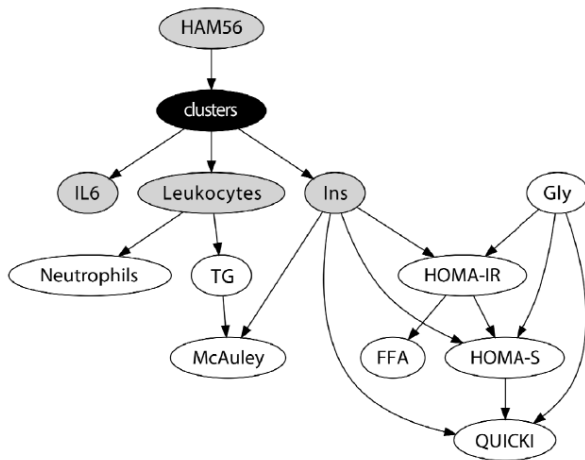 HAM56
clusters
IL6
Leukocytes
Ins
Gly
Neutrophils
TG
HOMA-IR
McAuley
FFA
HOMA-S
QUICKI